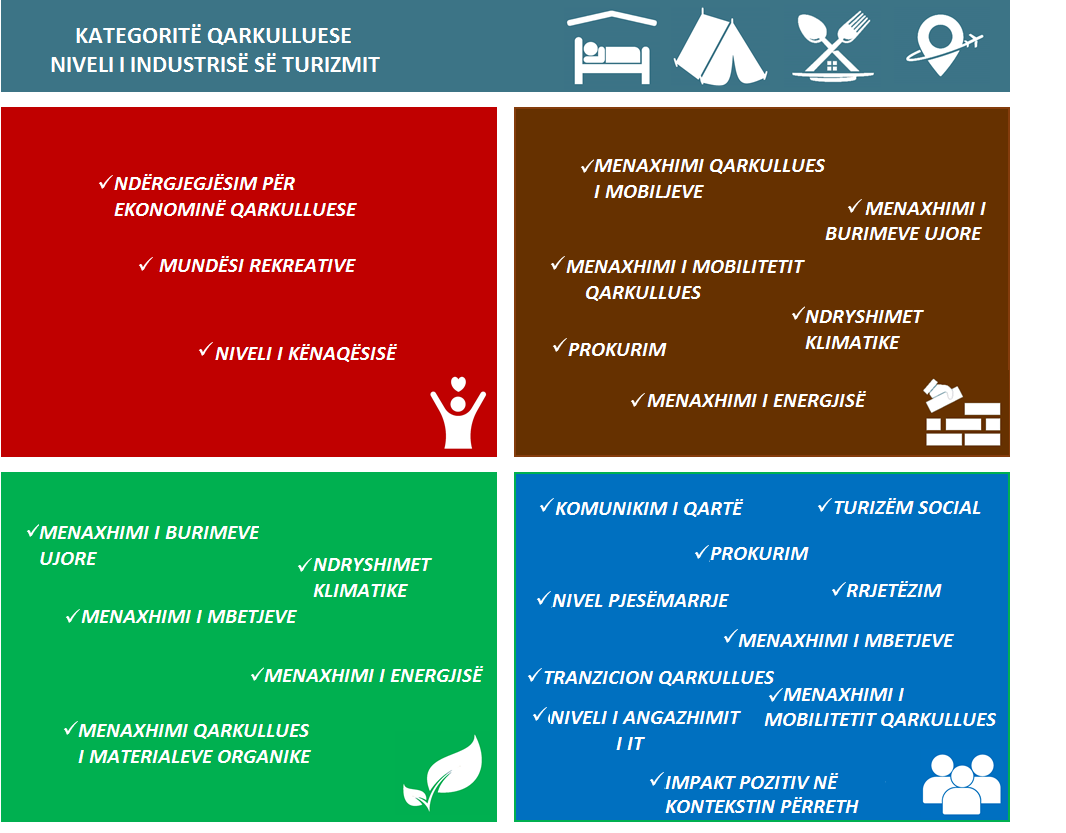 KATEGORITË QARKULLUESE
NIVELI I INDUSTRISË SË TURIZMIT
✓NDËRGJEGJËSIM PËR
EKONOMINË QARKULLUESE
✓ MUNDËSI REKREATIVE
✓NIVELI I KËNAQËSISË
✓MENAXHIMI QARKULLUES
I MOBILJEVE
✓MENAXHIMI I
BURIMEVE UJORE
✓MENAXHIMI I MOBILITETIT
QARKULLUES
✓NDRYSHIMET
KLIMATIKE
✓PROKURIM
✓MENAXHIMI I ENERGJISË
✓MENAXHIMI I BURIMEVE
UJORE
✓NDRYSHIMET
KLIMATIKE
✓MENAXHIMI I MBETJEVE
✓MENAXHIMI I ENERGJISË
✓MENAXHIMI QARKULLUES
I MATERIALEVE ORGANIKE
✓KOMUNIKIM I QARTË
✓TURIZËM SOCIAL
✓PROKURIM
✓RRJETËZIM
✓NIVEL PJESËMARRJE
✓MENAXHIMI I MBETJEVE
✓TRANZICION QARKULLUES
✓MENAXHIMI I
MOBILITETIT QARKULLUES
✓NIVELI I ANGAZHIMIT
I IT
✓IMPAKT POZITIV NË
KONTEKSTIN PËRRETH